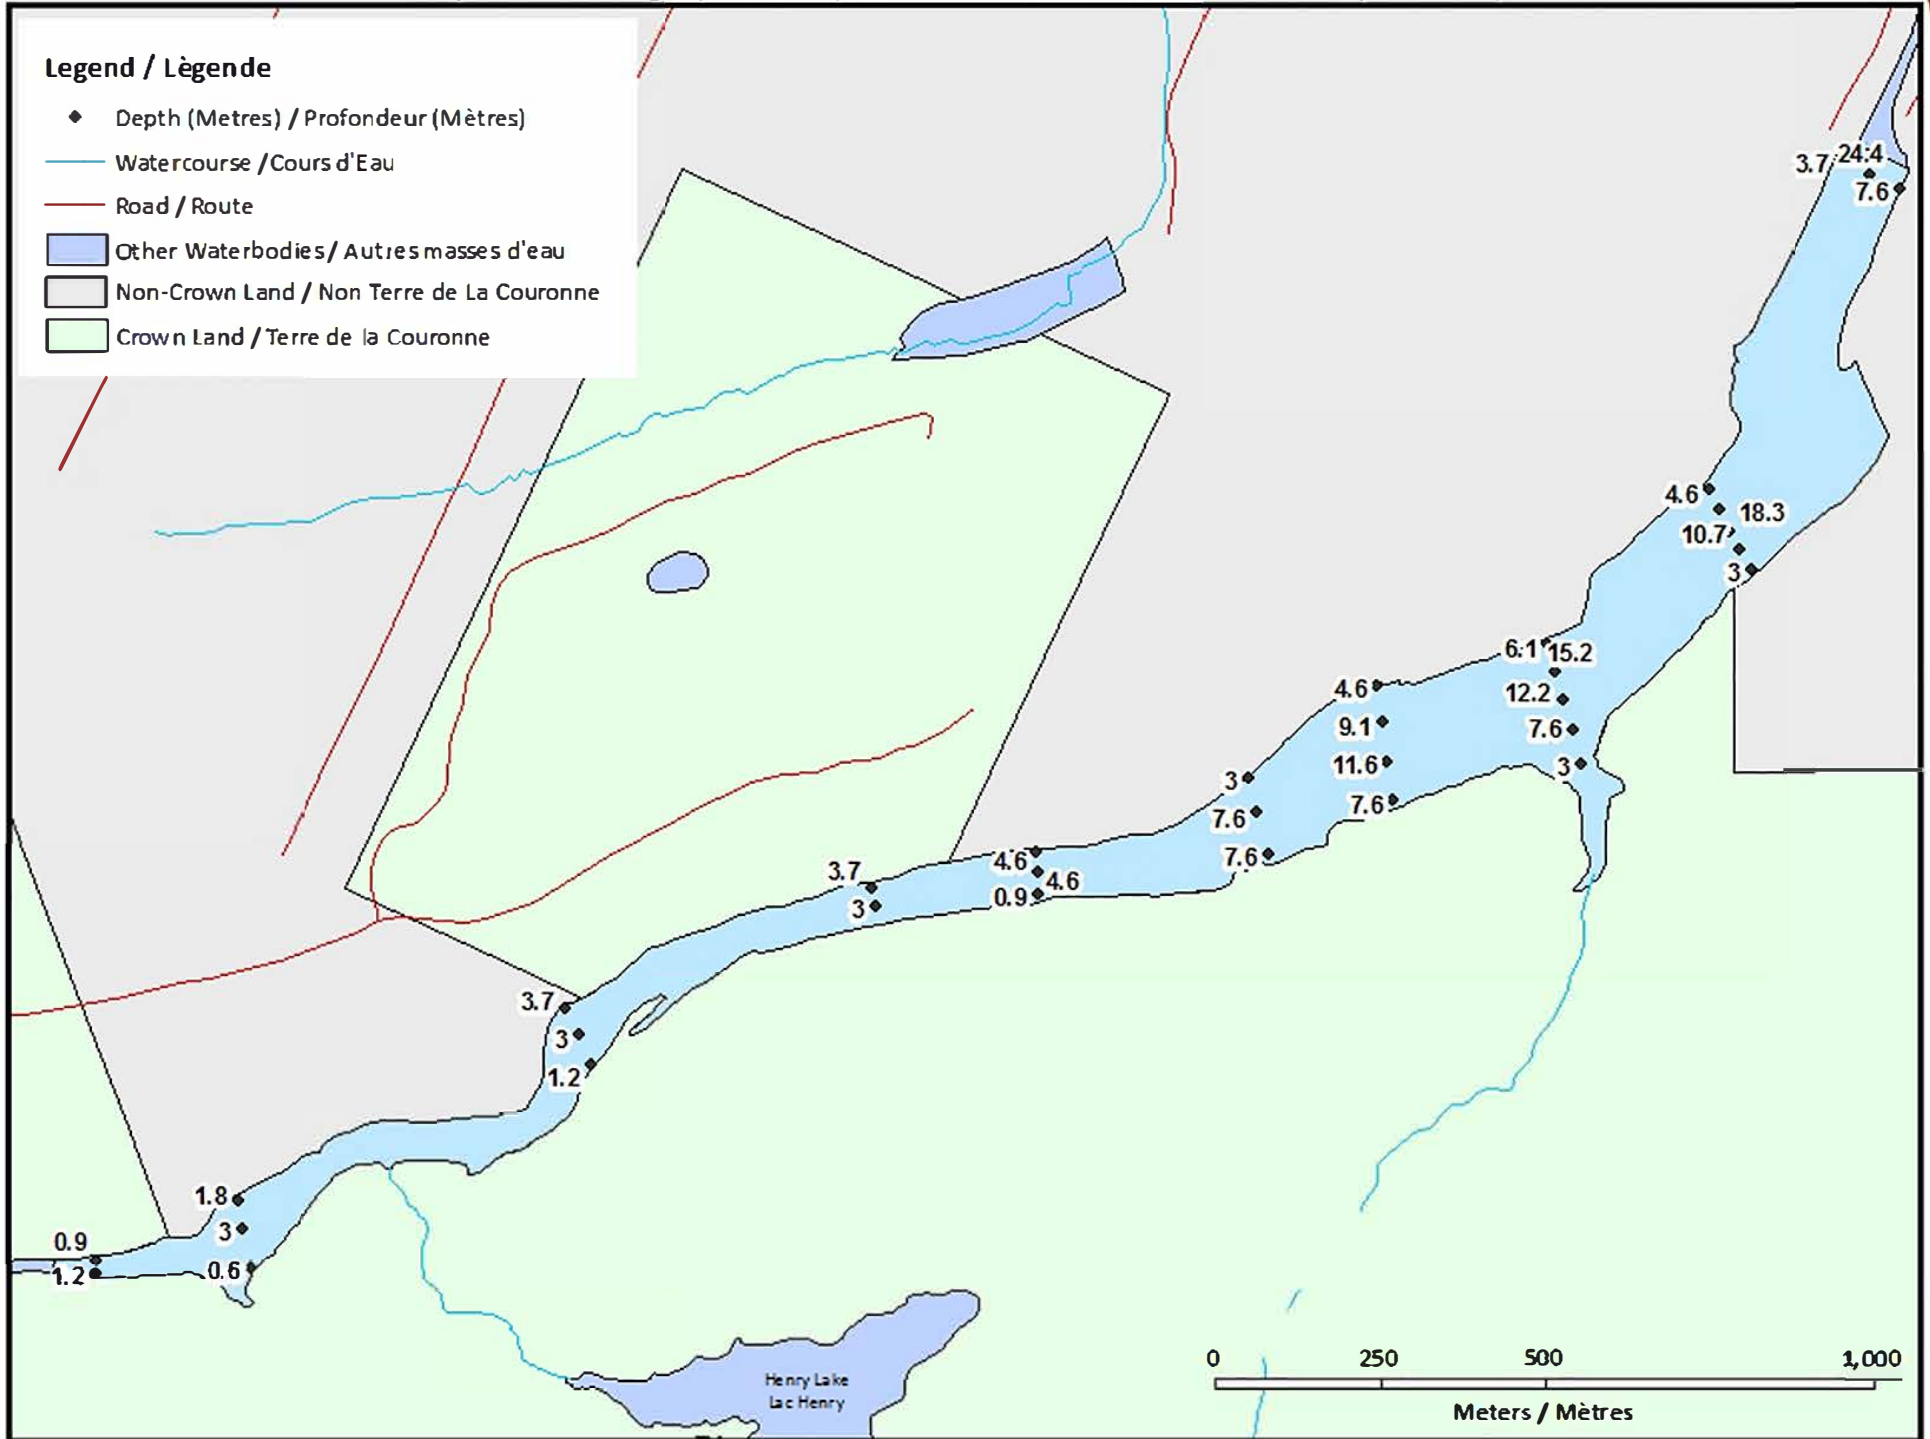 Legend / Lègende
Depth (Metres) / Profondeur (Mètres)
Watercourse / Cours d'Eau
Road / Route
Other Waterbodies / Autres masses d'eau
Non-Crown Land / Non Terre de La Couronne
Crown Land / Terre de la Couronne
3.7
24.4
7.6
4.6
18.3
10.7
3
6.1
15.2
12.2
7.6
3
4.6
9.1
11.6
7.6
3
7.6
7.6
4.6
4.6
0.9
3.7
3
3.7
3
1.2
1.8
3
0.6
0.9
1.2
Henry Lake
Lac Henry
0 250 500 1,000
Meters / Mètres